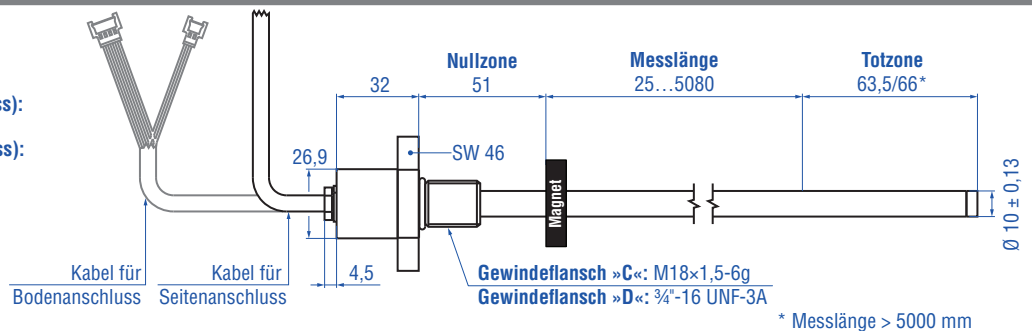 Nullzone
Messlänge
Totzone
32
51
25…5080
63,5/66*
ss):
ss):
26,9
SW 46
Magnet
Ø 10 ± 0,13
Kabel für
Bodenanschluss
Kabel für
Seitenanschluss
4,5
Gewindeflansch »C«: M18×1,5-6g
Gewindeflansch »D«: ¾"-16 UNF-3A
* Messlänge > 5000 mm